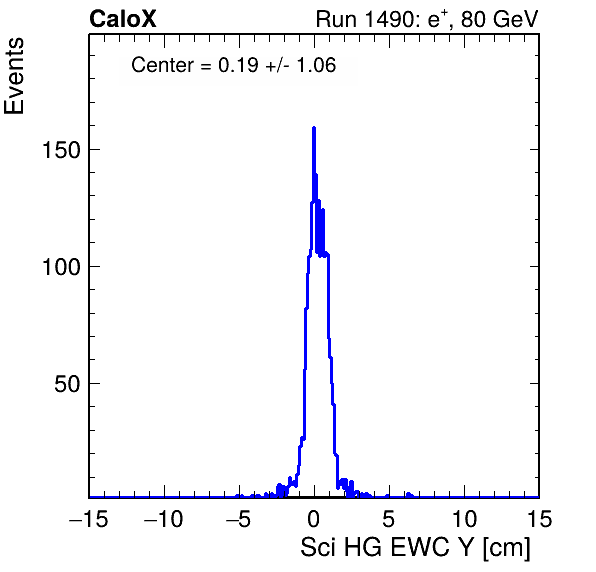 CaloX Run 1490: e⁺, 80 GeV
Events
Center = 0.19 +/- 1.06
150
100
50
−15 −10 −5 0 5 10 15
Sci HG EWC Y [cm]